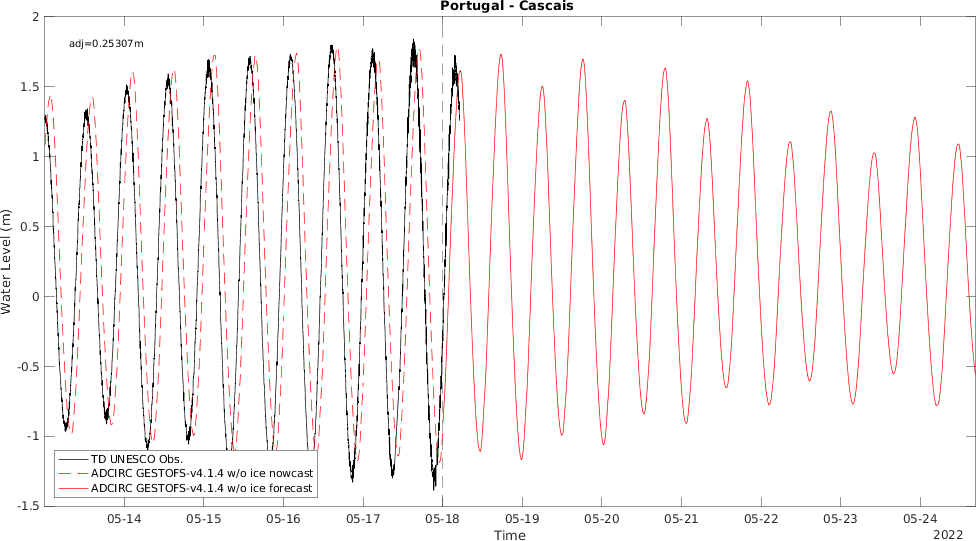 Portugal - Cascais
adj=0.25307m
2
1.5
1
0.5
0
-0.5
-1
-1.5
Water Level (m)
TD UNESCO Obs.
ADCIRC GESTOFS-v4.1.4 w/o ice nowcast
ADCIRC GESTOFS-v4.1.4 w/o ice forecast
05-14 05-15 05-16 05-17 05-18 05-19 05-20 05-21 05-22 05-23 05-24
Time
2022